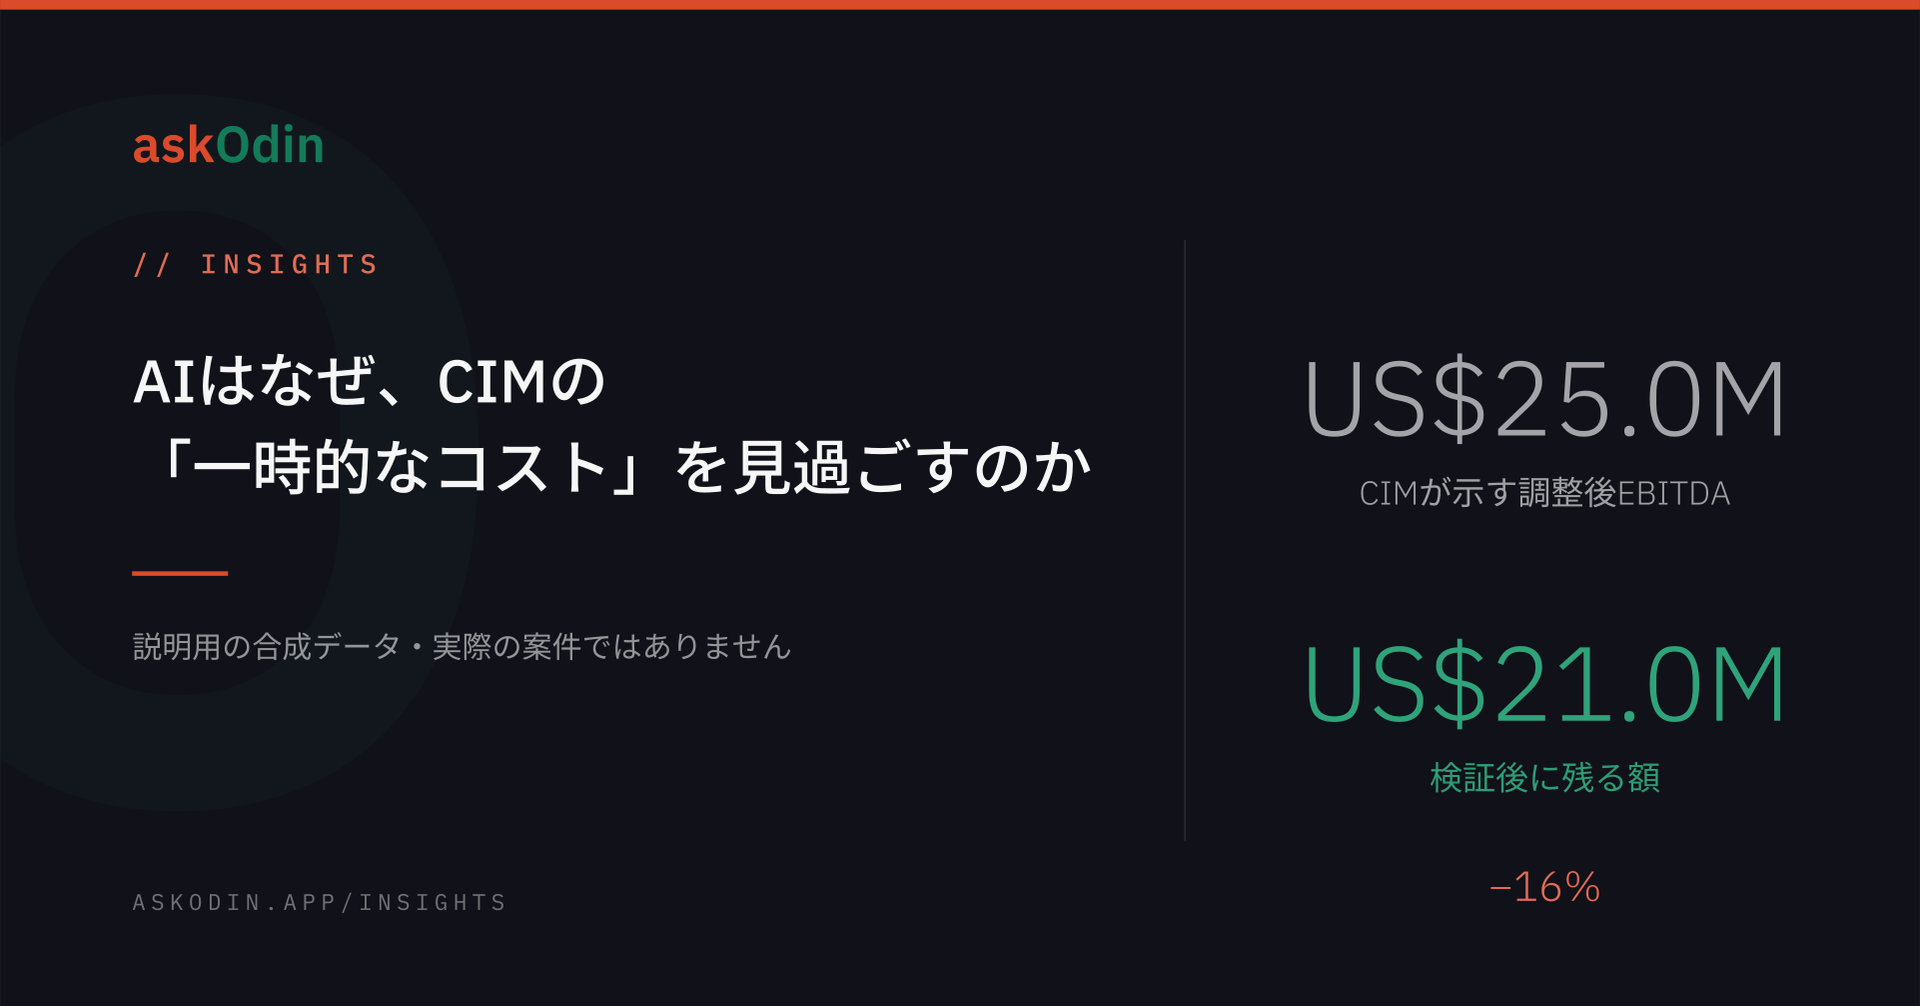 askOdin
// INSIGHTS
AIはなぜ、CIMの
「一時的なコスト」を見過ごすのか
説明用の合成データ・実際の案件ではありません
ASKODIN.APP/INSIGHTS
US$25.0M
CIMが示す調整後EBITDA
US$21.0M
検証後に残る額
−16%